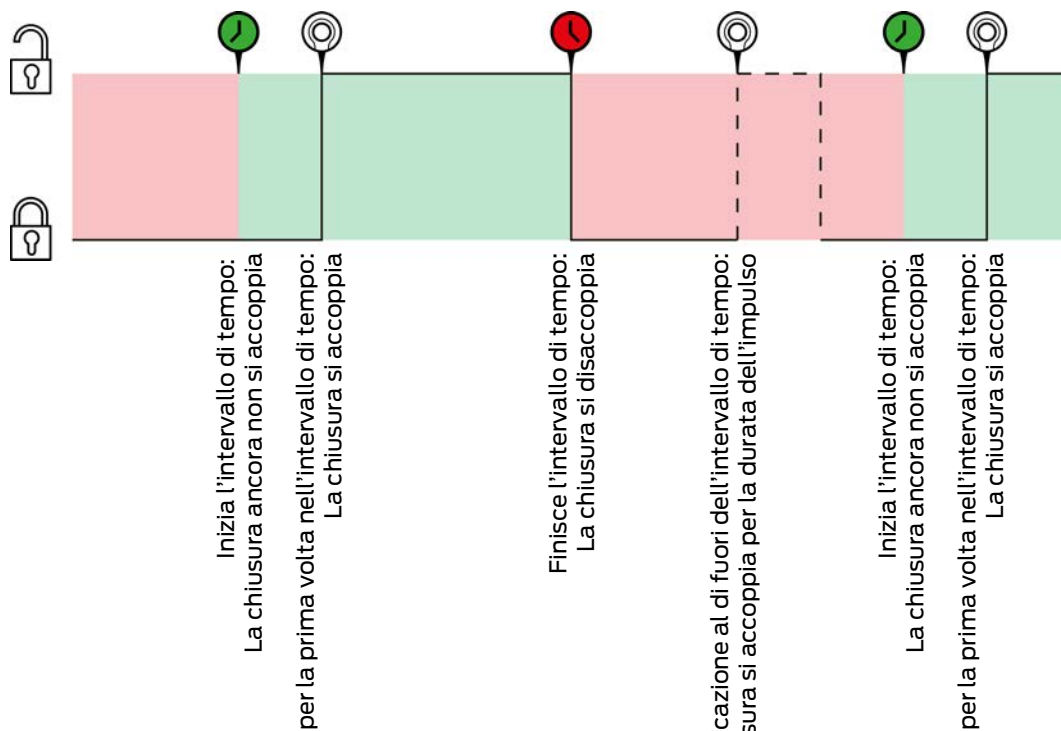 Inizia l'intervallo di tempo:
La chiusura ancora non si accoppia
per la prima volta nell'intervallo di tempo:
La chiusura si accoppia
Finisce l'intervallo di tempo:
La chiusura si disaccoppia
cazione al di fuori dell'intervallo di tempo:
sura si accoppia per la durata dell'impulso
Inizia l'intervallo di tempo:
La chiusura ancora non si accoppia
per la prima volta nell'intervallo di tempo:
La chiusura si accoppia